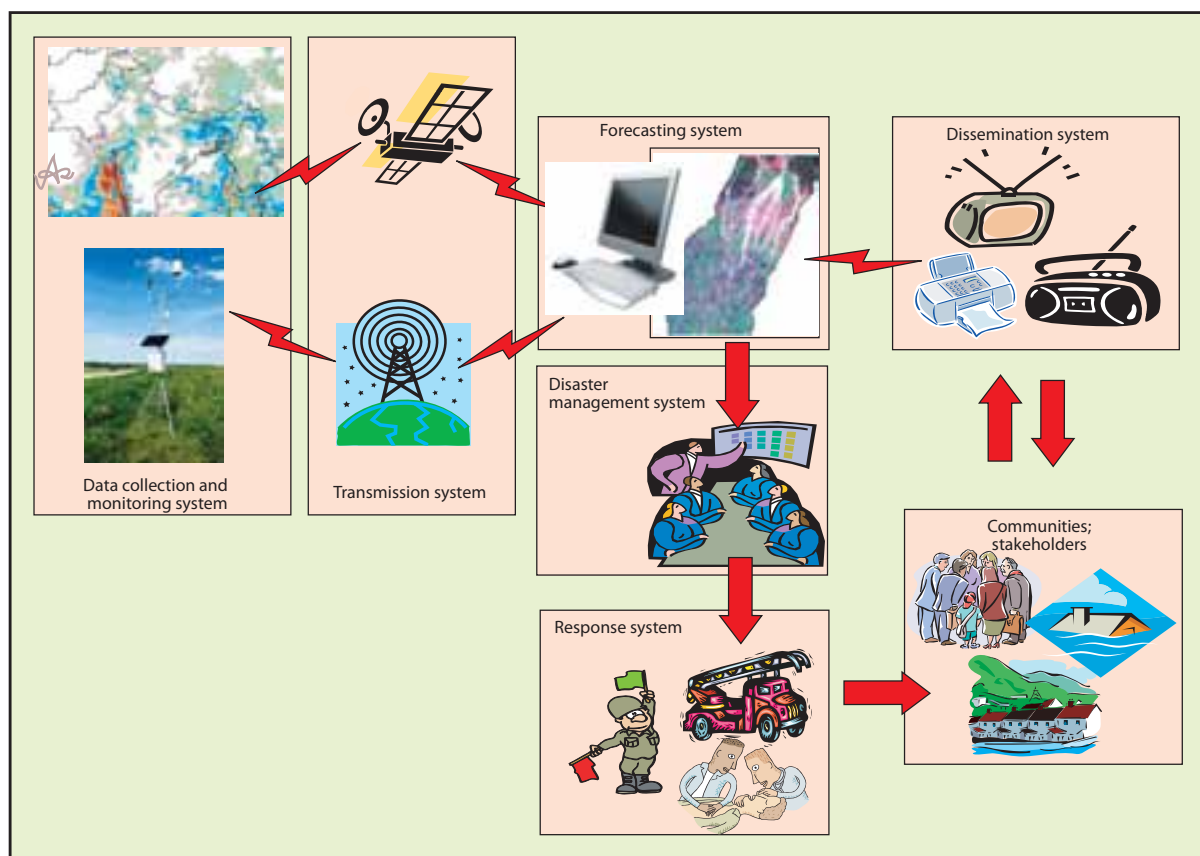 Data collection and
monitoring system
Transmission system
Forecasting system
Dissemination system
Disaster
management system
Response system
Communities;
stakeholders